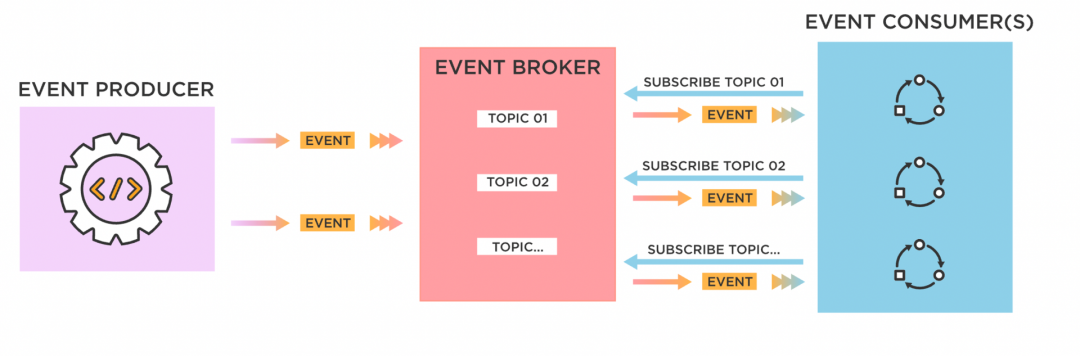 EVENT CONSUMER(S)
EVENT PRODUCER
</>
EVENT
EVENT
EVENT BROKER
TOPIC 01
TOPIC 02
TOPIC...
SUBSCRIBE TOPIC 01
EVENT
SUBSCRIBE TOPIC 02
EVENT
SUBSCRIBE TOPIC...
EVENT